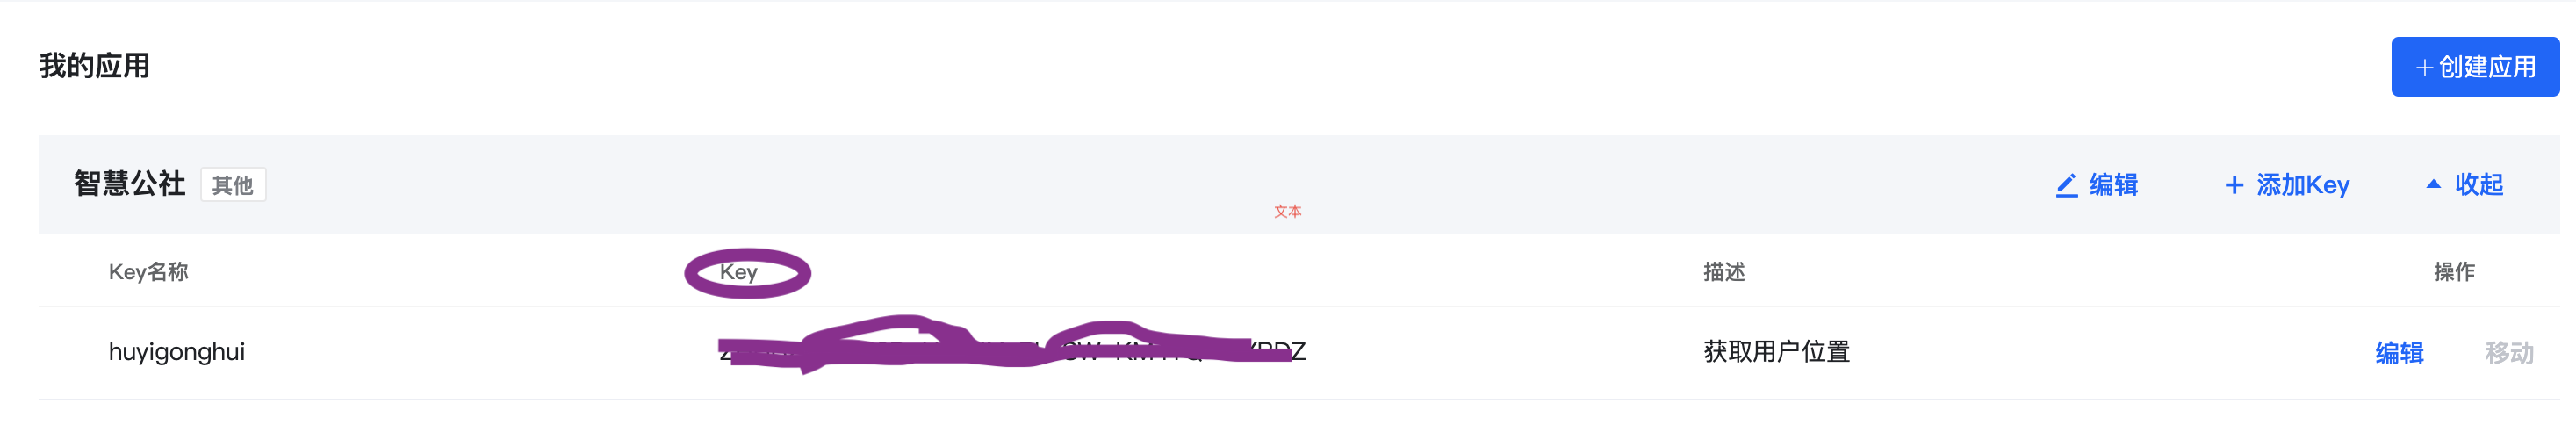 我的应用
+创建应用
智慧公社 其他
编辑 + 添加Key 收起
文本
Key名称 Key 描述 操作
huyigonghui 获取用户位置 编辑 移动